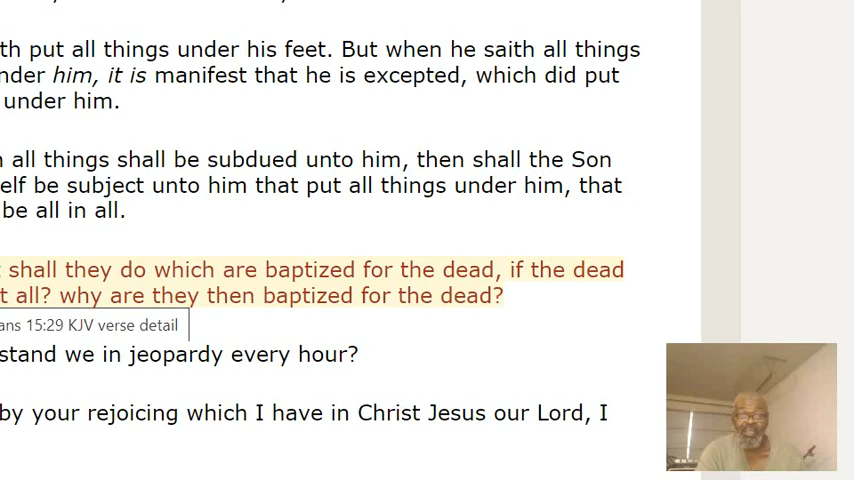 th put all things under his feet. But when he saith all things
nder him, it is manifest that he is excepted, which did put
under him.
all things shall be subdued unto him, then shall the Son
elf be subject unto him that put all things under him, that
be all in all.
shall they do which are baptized for the dead, if the dead
t all? why are they then baptized for the dead?
ans 15:29 KJV verse detail
stand we in jeopardy every hour?
by your rejoicing which I have in Christ Jesus our Lord, I